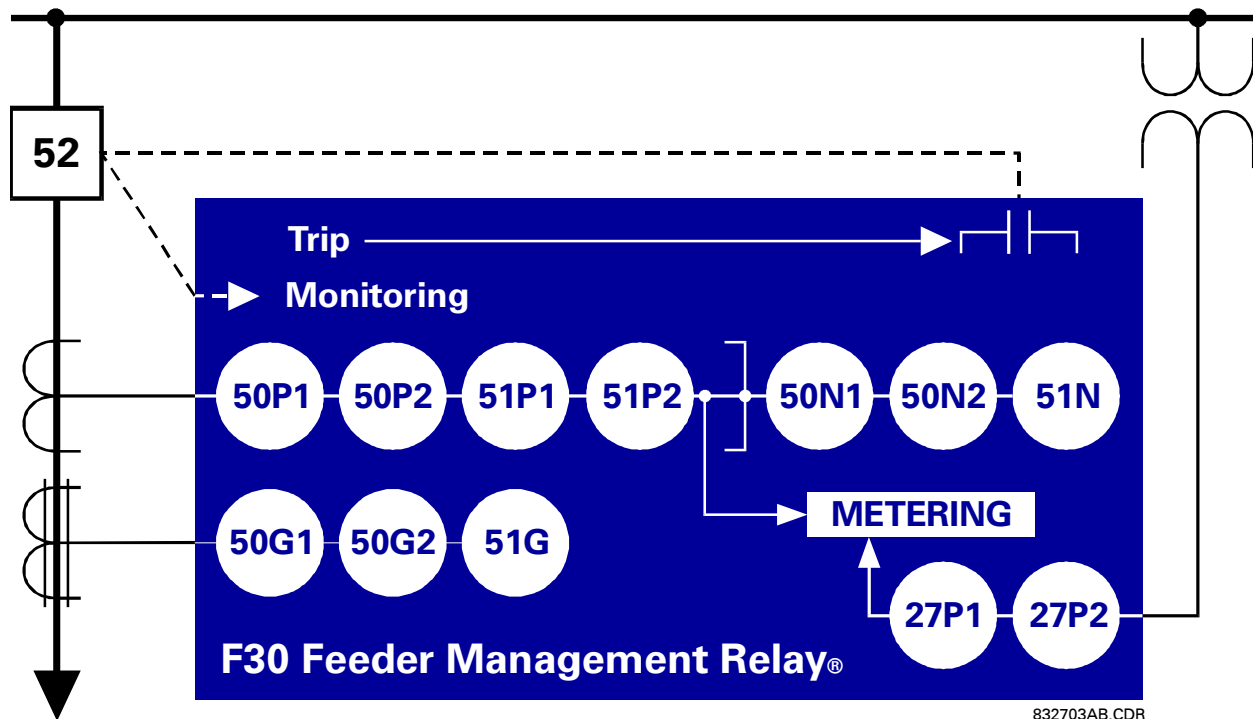 52
Trip
Monitoring
50P1 50P2 51P1 51P2 50N1 50N2 51N
METERING
50G1 50G2 51G
27P1 27P2
F30 Feeder Management Relay®
832703AB.CDR